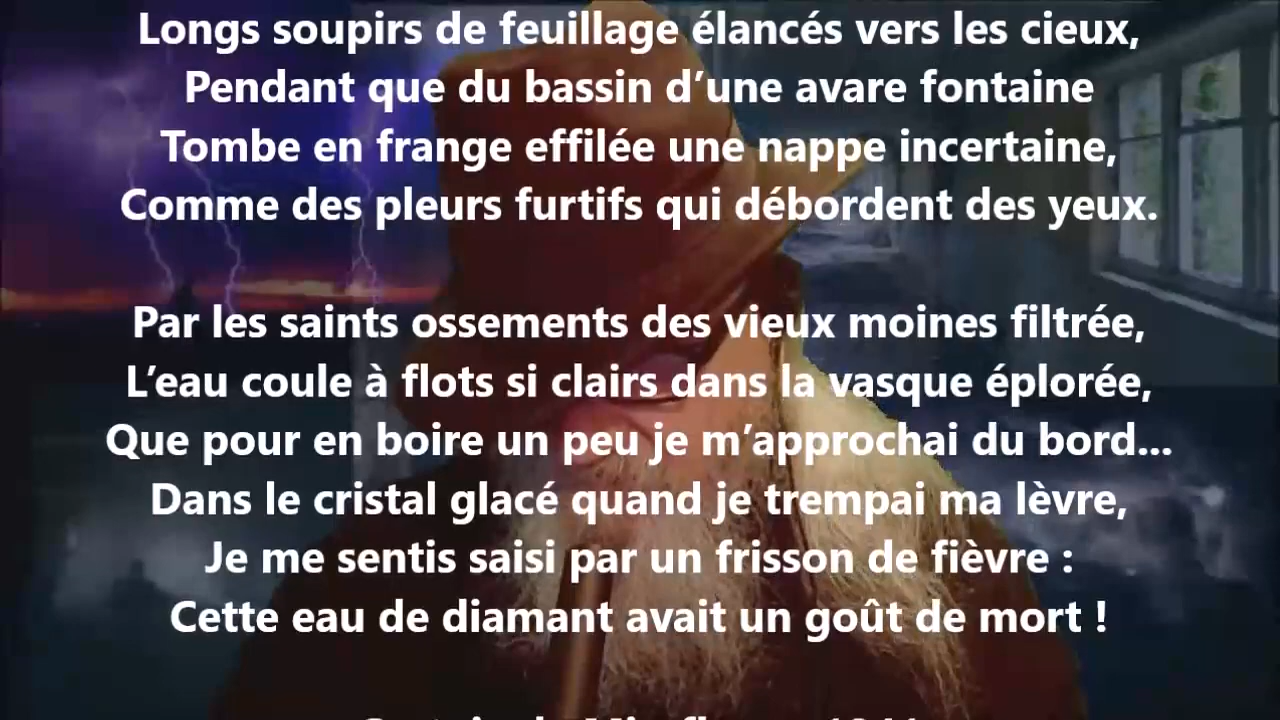 Longs soupirs de feuillage élancés vers les cieux,
Pendant que du bassin d’une avare fontaine
Tombe en frange effilée une nappe incertaine,
Comme des pleurs furtifs qui débordent des yeux.
Par les saints ossements des vieux moines filtrée,
L’eau coule à flots si clairs dans la vasque éplorée,
Que pour en boire un peu je m’approchai du bord...
Dans le cristal glacé quand je trempai ma lèvre,
Je me sentis saisi par un frisson de fièvre :
Cette eau de diamant avait un goût de mort !